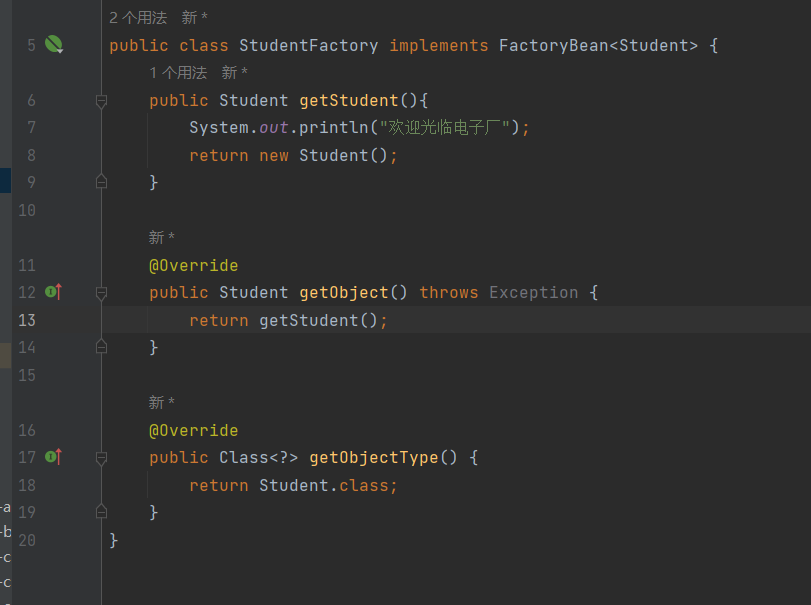 2 个用法 新 *
5 public class StudentFactory implements FactoryBean<Student> {
1 个用法 新 *
6 public Student getStudent(){
7 System.out.println("欢迎光临电子厂");
8 return new Student();
9 }
10
新 *
11 @Override
12 public Student getObject() throws Exception {
13 return getStudent();
14 }
15
新 *
16 @Override
17 public Class<?> getObjectType() {
18 return Student.class;
-a
19 }
-b
20 }
-c
-c